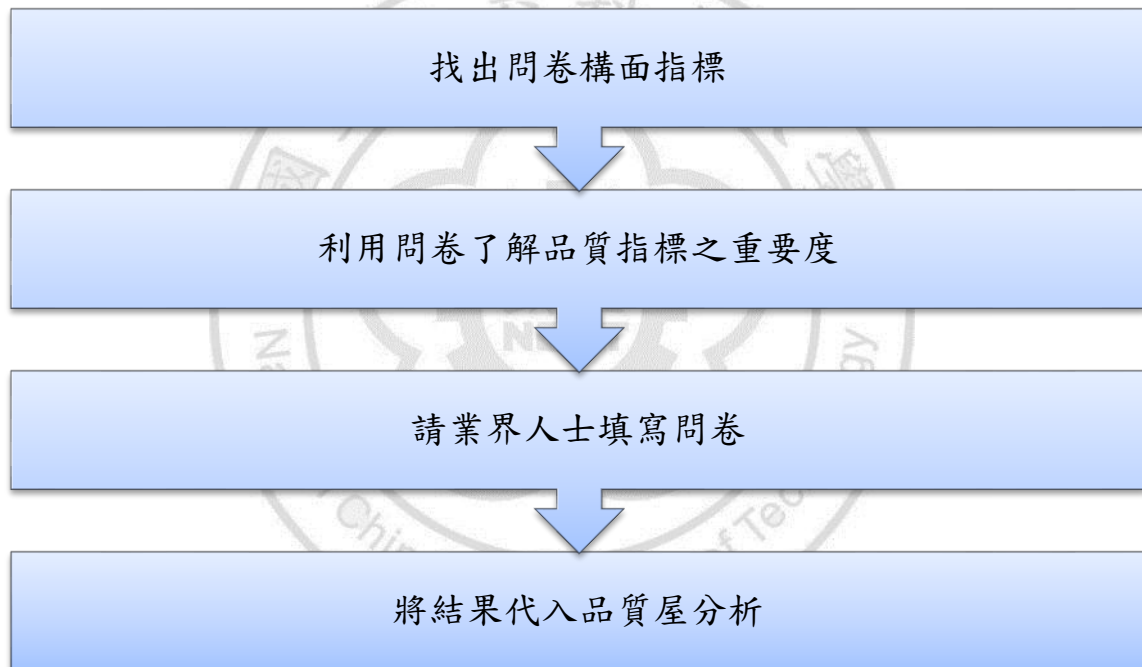 找出問卷構面指標
利用問卷了解品質指標之重要度
請業界人士填寫問卷
將結果代入品質屋分析